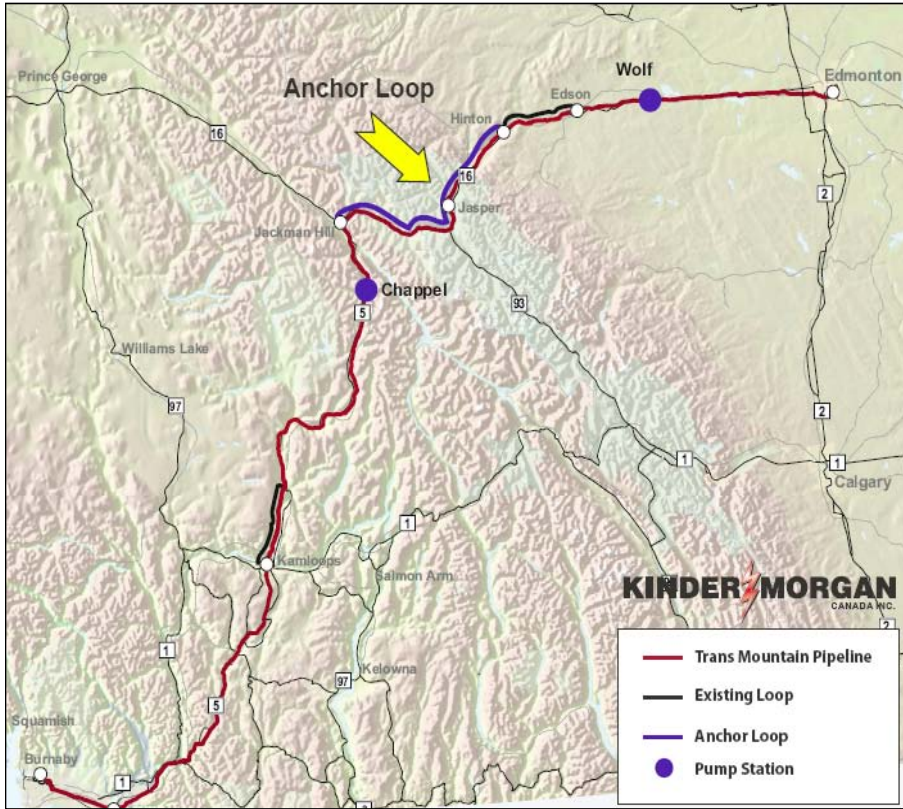 Prince George
Wolf
Edmonton
Anchor Loop
Edson
Hinton
16
16
2
Jasper
Jackman Hill
Chappel
5
93
Williams Lake
97
2
1
1
Calgary
1
Kamloops
Salmon Arm
KINDER MORGAN
CANADA INC.
2
1
Kelowna
97
5
Squamish
Burnaby
1
3
Trans Mountain Pipeline
Existing Loop
Anchor Loop
Pump Station